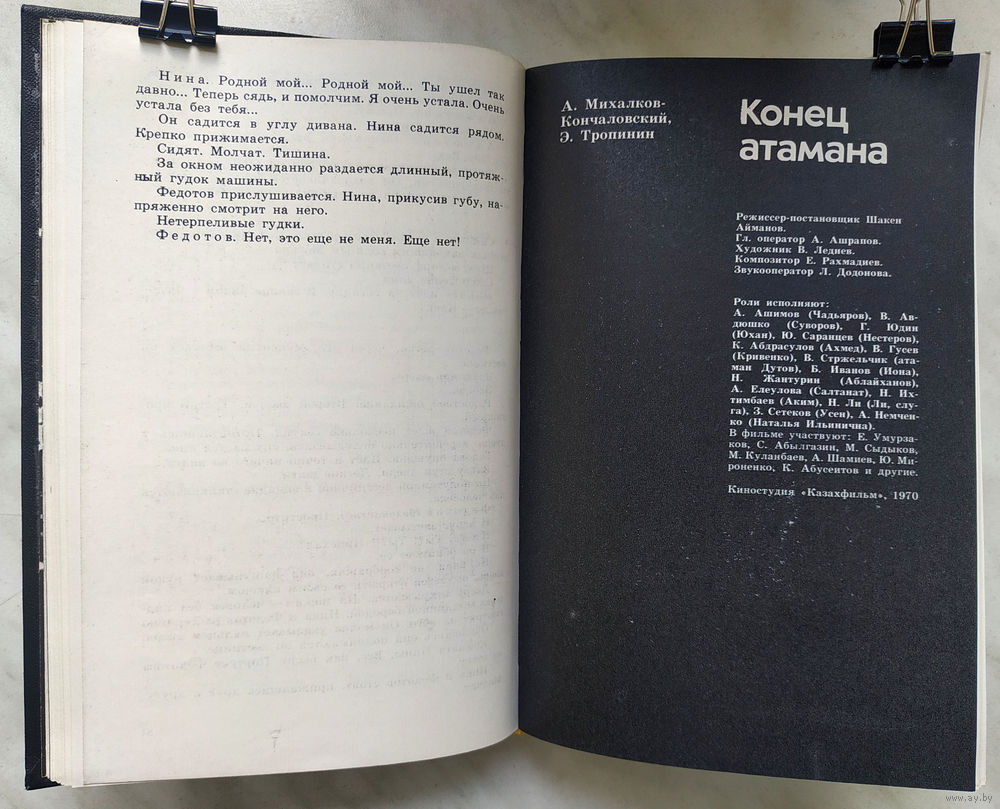 Нина. Родной мой... Родной мой... Ты ушел так
давно... Теперь сядь, и помолчим. Я очень устала. Очень
устала без тебя...
Он садится в углу дивана. Нина садится рядом.
Крепко прижимается.
Сидят. Молчат. Тишина.
За окном неожиданно раздается длинный, протяж-
ный гудок машины.
Федотов прислушивается. Нина, прикусив губу, на-
пряженно смотрит на него.
Нетерпеливые гудки.
Федотов. Нет, это еще не меня. Еще нет!
А. Михалков-
Кончаловский,
Э. Тропинин
Конец
атамана
Режиссер-постановщик Шакен
Айманов.
Гл. оператор А. Ашрапов.
Художник В. Леднев.
Композитор Е. Рахмадиев.
Звукооператор Л. Додонова.
Роли исполняют:
А. Ашимов (Чадьяров), В. Ав-
дюшко (Суворов), Г. Юдин
(Юхан), Ю. Саранцев (Нестеров),
К. Абдрасулов (Ахмед), В. Гусев
(Кривенко), В. Стржельчик (ата-
ман Дутов), Б. Иванов (Иона),
Н. Жантурин (Аблайханов),
А. Елеулова (Салтанат), Н. Их-
тимбаев (Аким), Н. Ли (Ли, слу-
га), З. Сетеков (Усен), А. Немчен-
ко (Наталья Ильинична).
В фильме участвуют: Е. Умурза-
ков, С. Абылгазин, М. Сыдыков,
М. Куланбаев, А. Шамиев, Ю. Ми-
роненко, К. Абусеитов и другие.
Киностудия «Казахфильм», 1970
www.ay.by